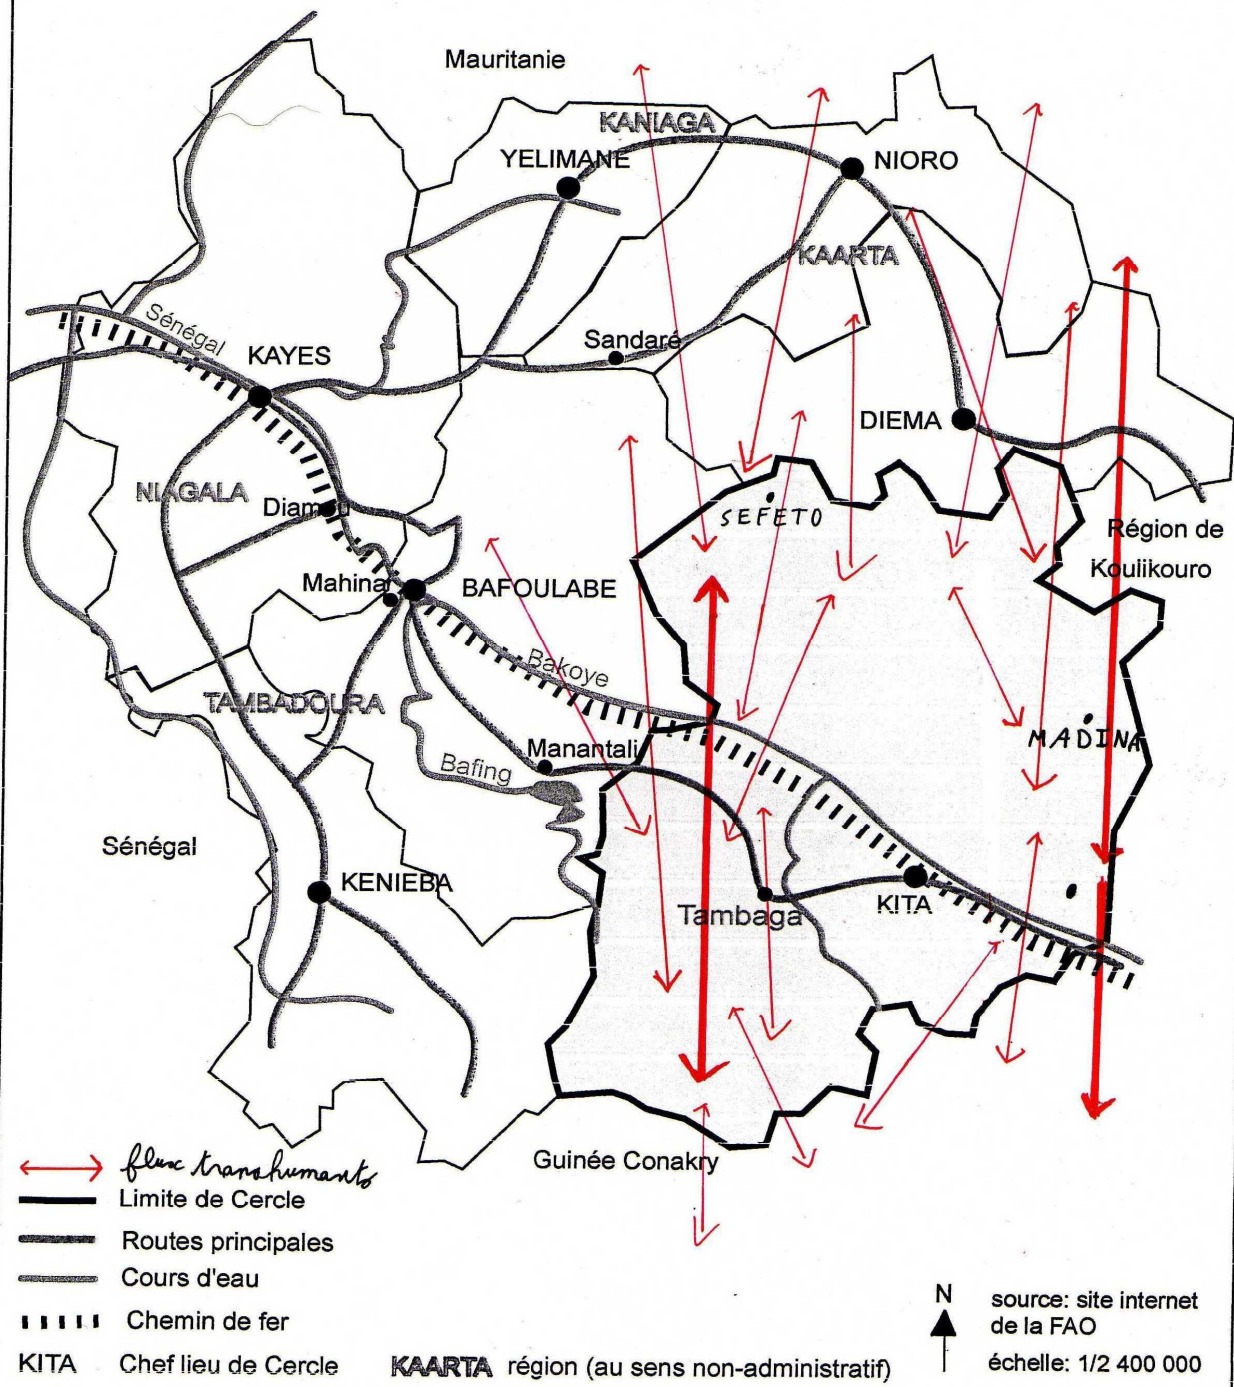 Mauritanie
KANIAGA
YELIMANE
NIORO
KAARTA
Sénégal
Sandaré
KAYES
DIEMA
NIAGALA
Diamou
SEFETO
Région de
Koulikouro
Mahina
BAFOULABE
Bakoye
TAMBADOURA
MADINA
Manantali
Bafing
Sénégal
KENIEBA
KITA
Tambaga
Guinée Conakry
flux transhumants
Limite de Cercle
Routes principales
Cours d'eau
Chemin de fer
KITA Chef lieu de Cercle
KAARTA région (au sens non-administratif)
N
source: site internet
de la FAO
échelle: 1/2 400 000